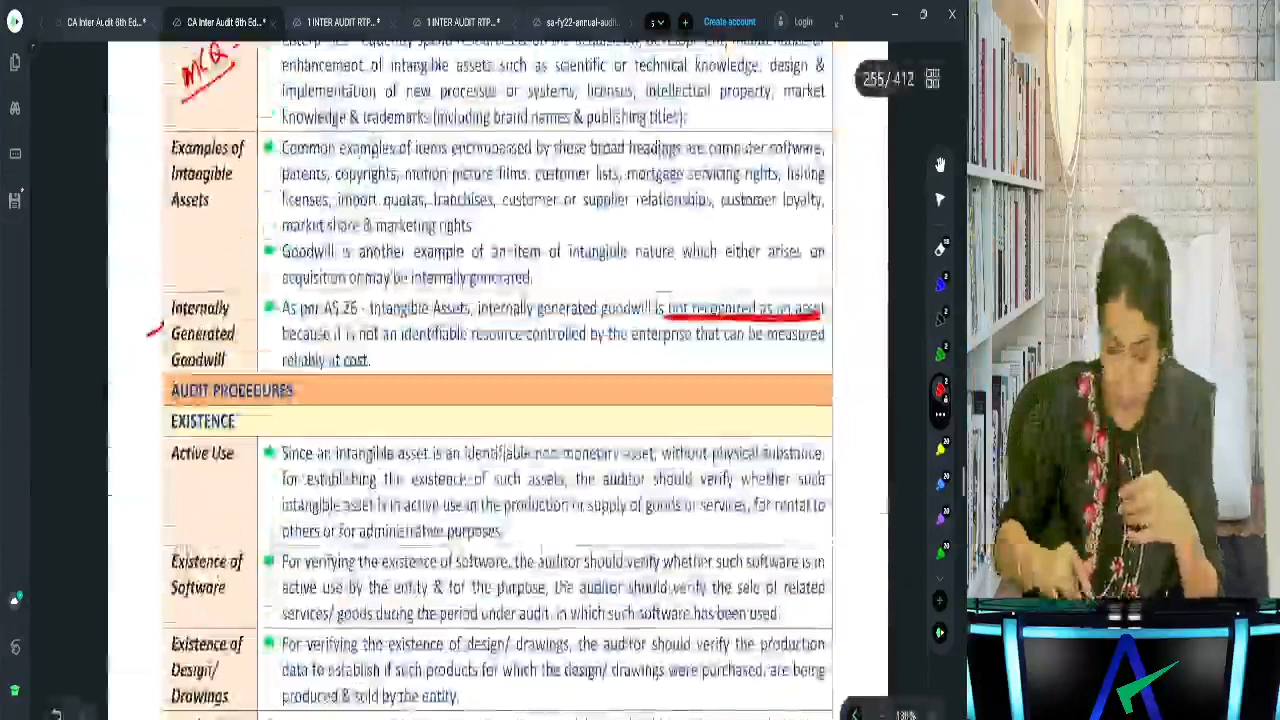 CA Inter Audit 8th Ed...*
CA Inter Audit 8th Ed...*
1 INTER AUDIT RTP...*
1 INTER AUDIT RTP...*
sa-fy22-annual-audit...
Create account
Login
255/412
MCQ
enhancement of intangible assets such as scientific or technical knowledge, design &
implementation of new processor or systems, licenses, intellectual property, market
knowledge & trademarks (including brand names & publishing titles).
Examples of Intangible Assets
Common examples of items encompassed by these broad headings are computer software,
patents, copyrights, motion picture films, customer lists, mortgage servicing rights, fishing
licenses, import quotas, franchises, customer or supplier relationships, customer loyalty,
market share & marketing rights
Goodwill is another example of an item of intangible nature which either arises on
acquisition or may be internally generated.
Internally Generated Goodwill
As per AS 26 - Intangible Assets, internally generated goodwill is not recognized as an asset
because it is not an identifiable resource controlled by the enterprise that can be measured
reliably at cost.
AUDIT PROCEDURES
EXISTENCE
Active Use
Since an intangible asset is an identifiable non monetary asset, without physical substance,
for establishing the existence of such assets, the auditor should verify whether such
intangible asset is in active use in the production or supply of goods or services, for rental to
others or for administrative purposes.
Existence of Software
For verifying the existence of software, the auditor should verify whether such software is in
active use by the entity & for the purpose, the auditor should verify the sale of related
services/ goods during the period under audit, in which such software has been used
Existence of Design/ Drawings
For verifying the existence of design/ drawings, the auditor should verify the production
data to establish if such products for which the design/ drawings were purchased, are being
produced & sold by the entity.